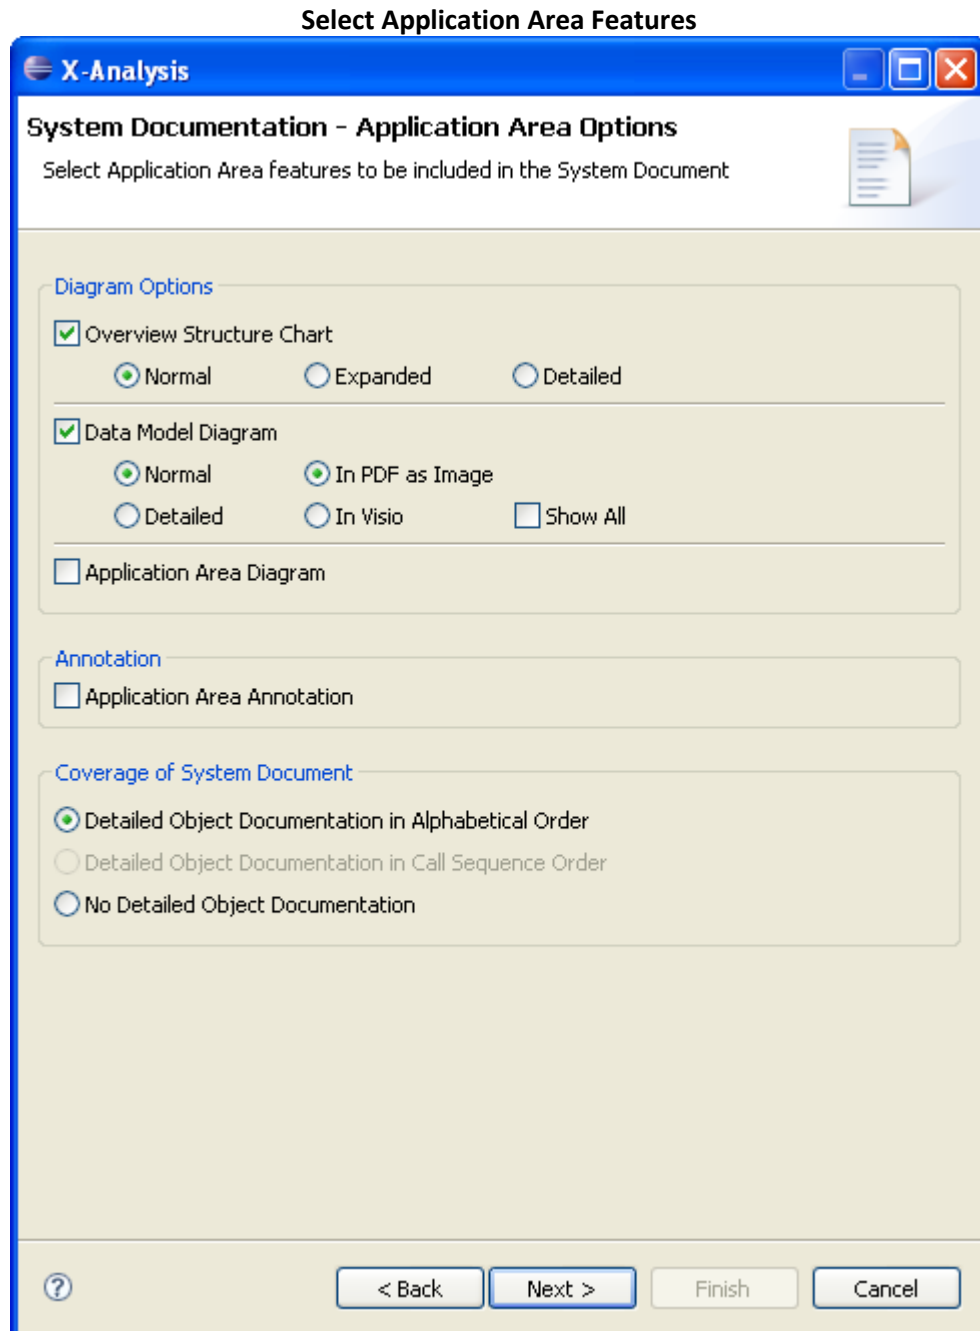 Select Application Area Features
X-Analysis
System Documentation - Application Area Options
Select Application Area features to be included in the System Document
Diagram Options
Overview Structure Chart
Normal Expanded Detailed
Data Model Diagram
Normal In PDF as Image
Detailed In Visio Show All
Application Area Diagram
Annotation
Application Area Annotation
Coverage of System Document
Detailed Object Documentation in Alphabetical Order
Detailed Object Documentation in Call Sequence Order
No Detailed Object Documentation
? < Back Next > Finish Cancel